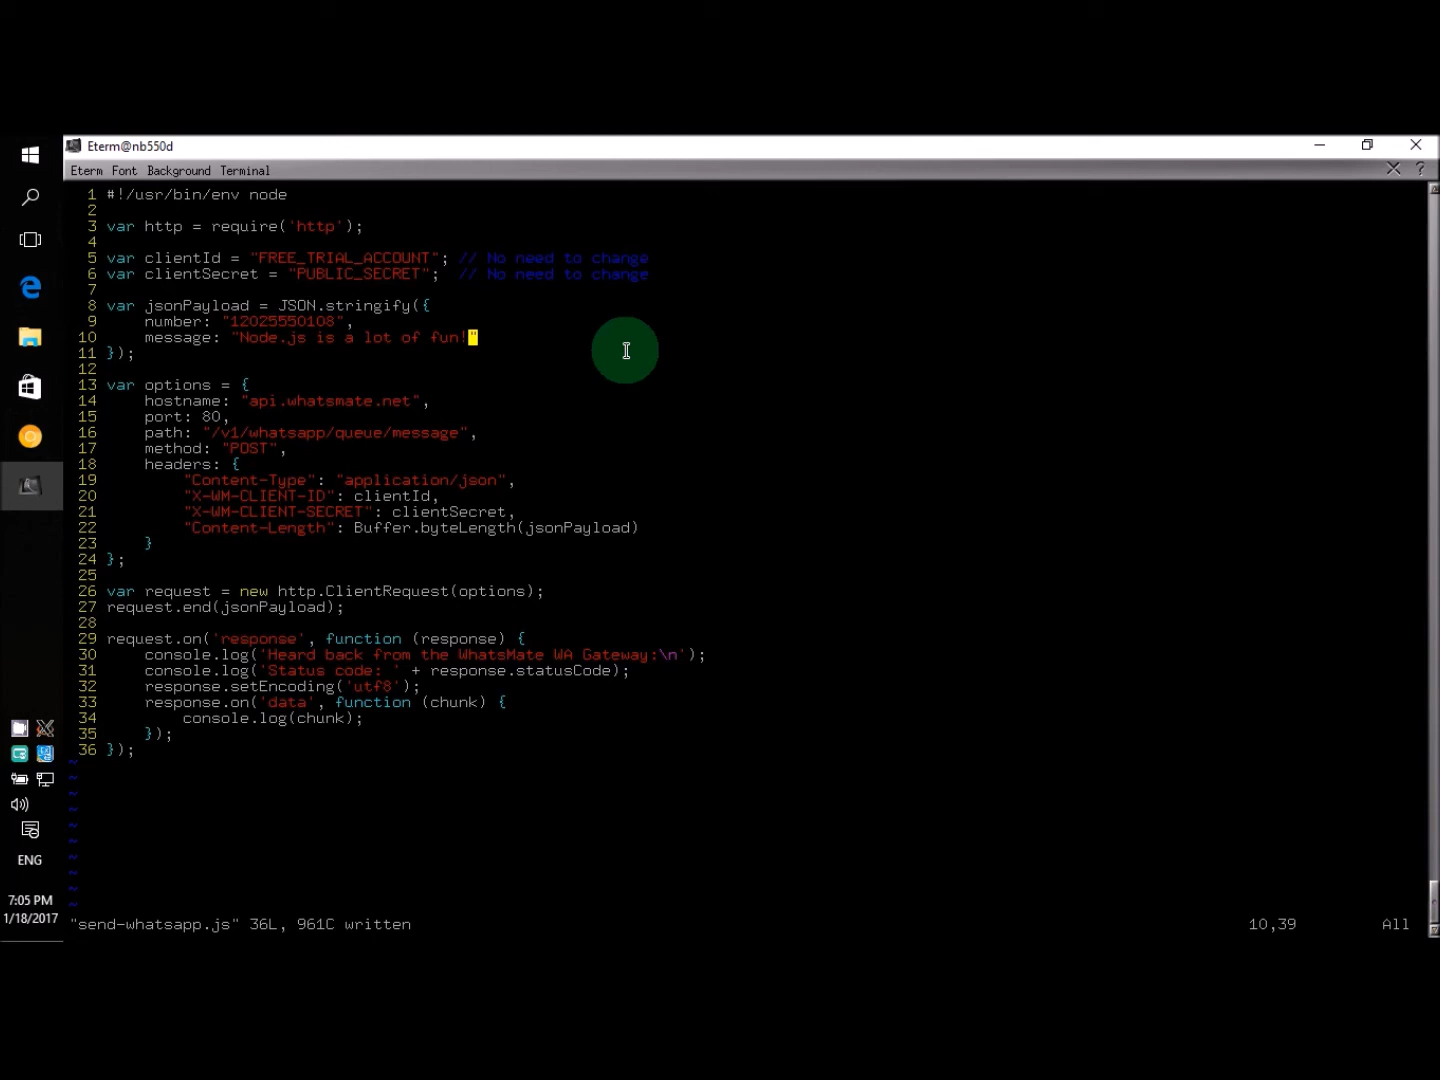 Eterm@nb550d
Eterm Font Background Terminal
1 #!/usr/bin/env node
2
3 var http = require('http');
4
5 var clientId = "FREE_TRIAL_ACCOUNT"; // No need to change
6 var clientSecret = "PUBLIC_SECRET";  // No need to change
7
8 var jsonPayload = JSON.stringify({
9     number: "12025550108",
10     message: "Node.js is a lot of fun!"
11 });
12
13 var options = {
14     hostname: "api.whatsmate.net",
15     port: 80,
16     path: "/v1/whatsapp/queue/message",
17     method: "POST",
18     headers: {
19         "Content-Type": "application/json",
20         "X-WM-CLIENT-ID": clientId,
21         "X-WM-CLIENT-SECRET": clientSecret,
22         "Content-Length": Buffer.byteLength(jsonPayload)
23     }
24 };
25
26 var request = new http.ClientRequest(options);
27 request.end(jsonPayload);
28
29 request.on('response', function (response) {
30     console.log('Heard back from the WhatsMate WA Gateway:\n');
31     console.log('Status code: ' + response.statusCode);
32     response.setEncoding('utf8');
33     response.on('data', function (chunk) {
34         console.log(chunk);
35     });
36 });
~
~
~
~
~
~
~
~
~
~
"send-whatsapp.js" 36L, 961C written 10,39 All
ENG
7:05 PM
1/18/2017